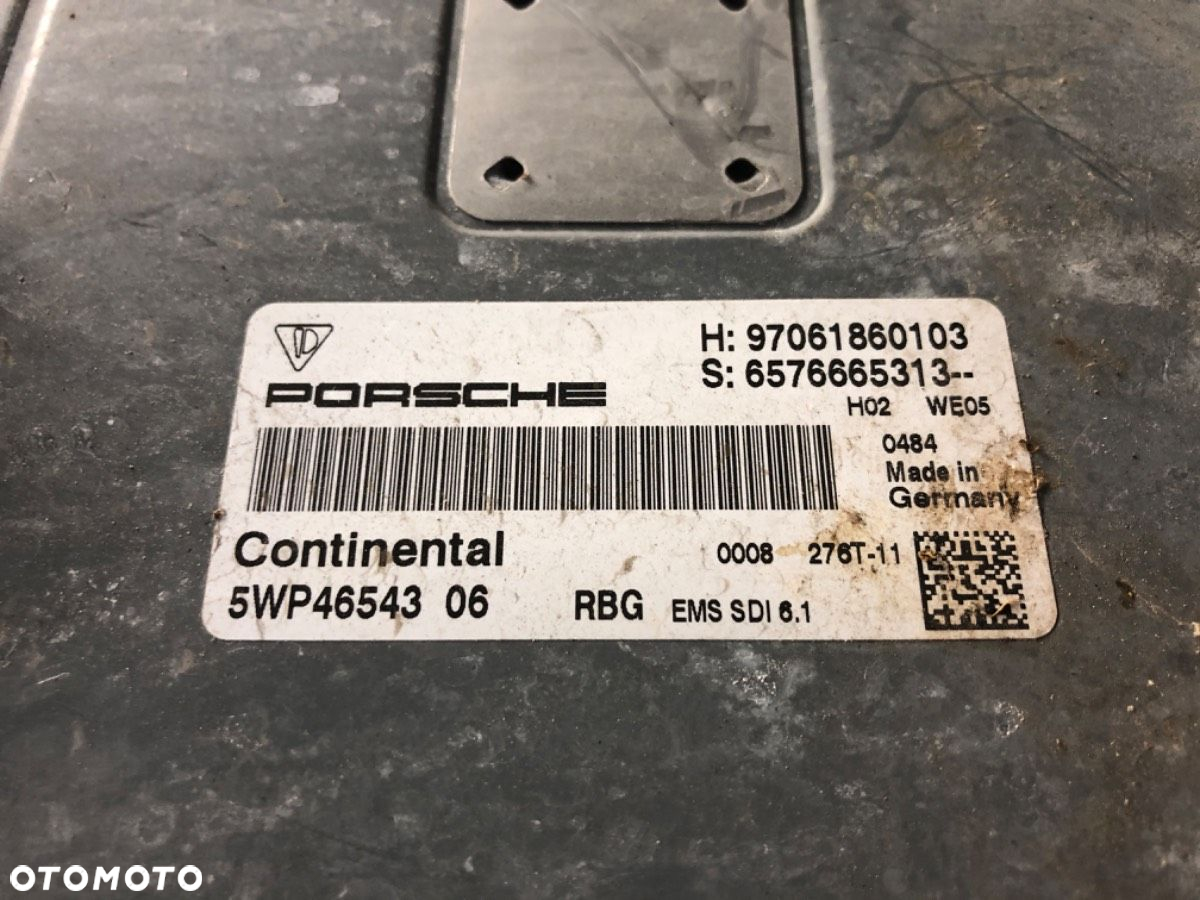 H: 97061860103
PORSCHE
S: 6576665313--
H02 WE05
0484
Made in
Germany
Continental
0008 276T-11
5WP46543 06 RBG EMS SDI 6.1
OTOMOTO